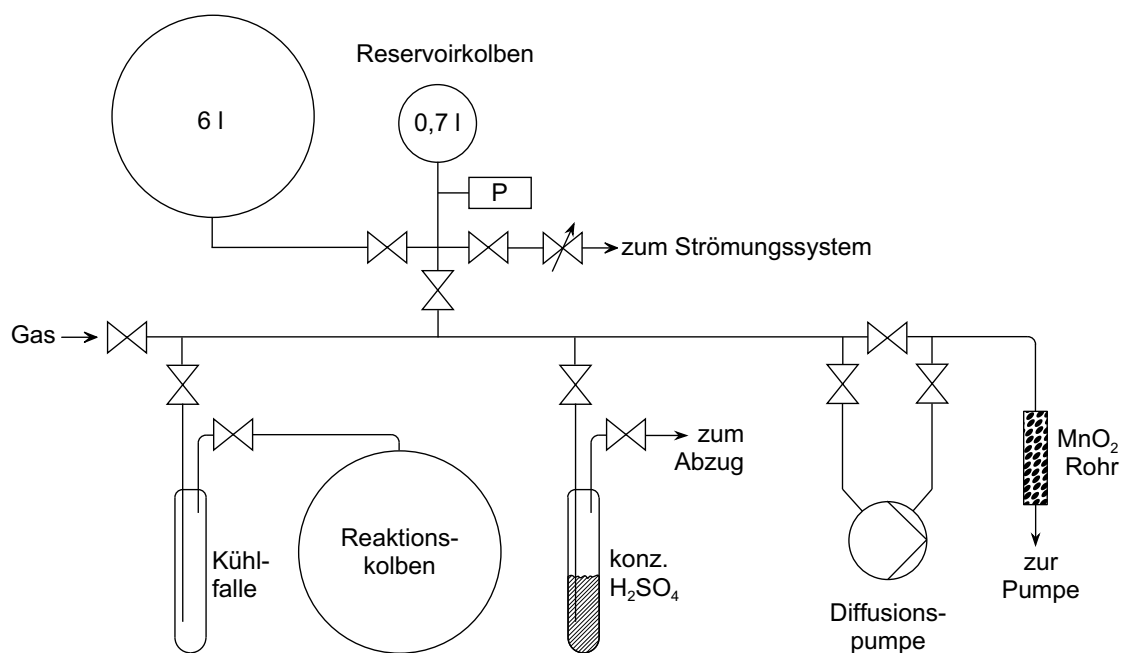 Reservoirkolben
6 l
0,7 l
P
zum Strömungssystem
Gas
zum
Abzug
MnO₂
Rohr
Kühl-
falle
Reaktions-
kolben
konz.
H₂SO₄
zur
Pumpe
Diffusions-
pumpe